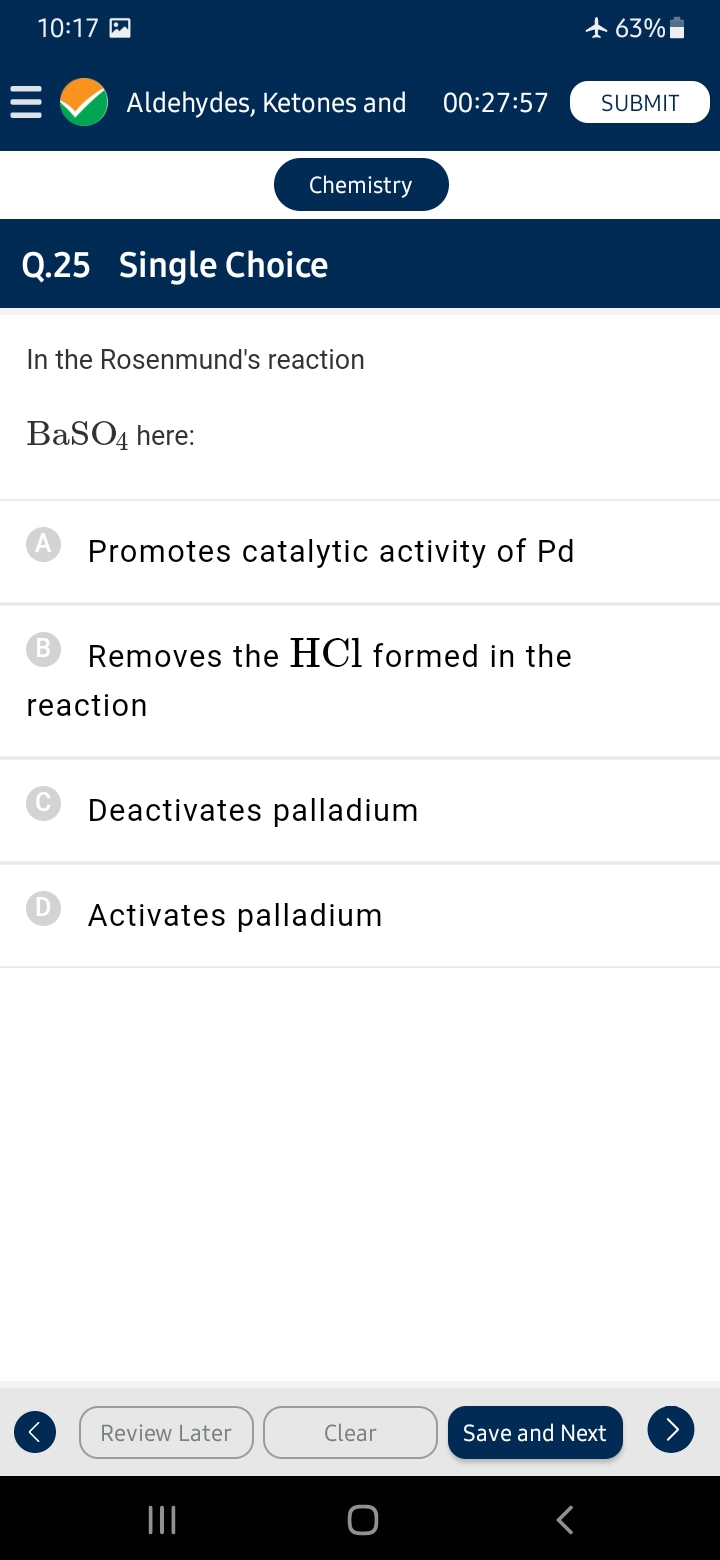 10:17 63%
Aldehydes, Ketones and 00:27:57 SUBMIT
Chemistry
Q.25 Single Choice
In the Rosenmund's reaction
BaSO₄ here:
A Promotes catalytic activity of Pd
B Removes the HCl formed in the
reaction
C Deactivates palladium
D Activates palladium
Review Later Clear Save and Next